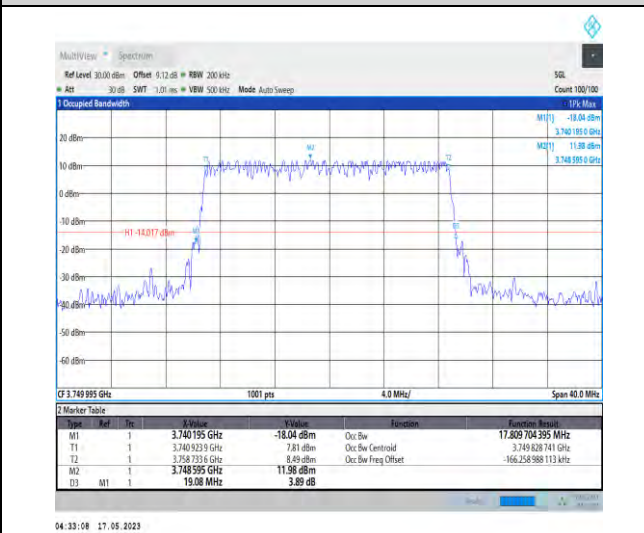 MultiView Spectrum
Ref Level 30.00 dBm Offset 9.12 dB RBW 200 kHz SGL
Att 30 dB SWT 1.01 ms VBW 500 kHz Mode Auto Sweep Count 100/100
1 Occupied Bandwidth 1Pk Max
M1[1] -18.04 dBm
3.740 195 0 GHz
M2[1] 11.98 dBm
3.748 595 0 GHz
20 dBm
10 dBm
0 dBm
-10 dBm
-20 dBm
-30 dBm
-40 dBm
-50 dBm
-60 dBm
M2
T2
H1 -14.017 dBm
CF 3.749 995 GHz 1001 pts 4.0 MHz/ Span 40.0 MHz
2 Marker Table
Type Ref Trc X-Value Y-Value Function Function Result
M1 1 3.740 195 GHz -18.04 dBm Occ Bw 17.809 704 395 MHz
T1 1 3.740 923 9 GHz 7.81 dBm Occ Bw Centroid 3.749 828 741 GHz
T2 1 3.758 733 6 GHz 8.49 dBm Occ Bw Freq Offset -166.258 988 113 kHz
M2 1 3.748 595 GHz 11.98 dBm
D3 M1 1 19.08 MHz 3.89 dB
04:33:08 17.05.2023